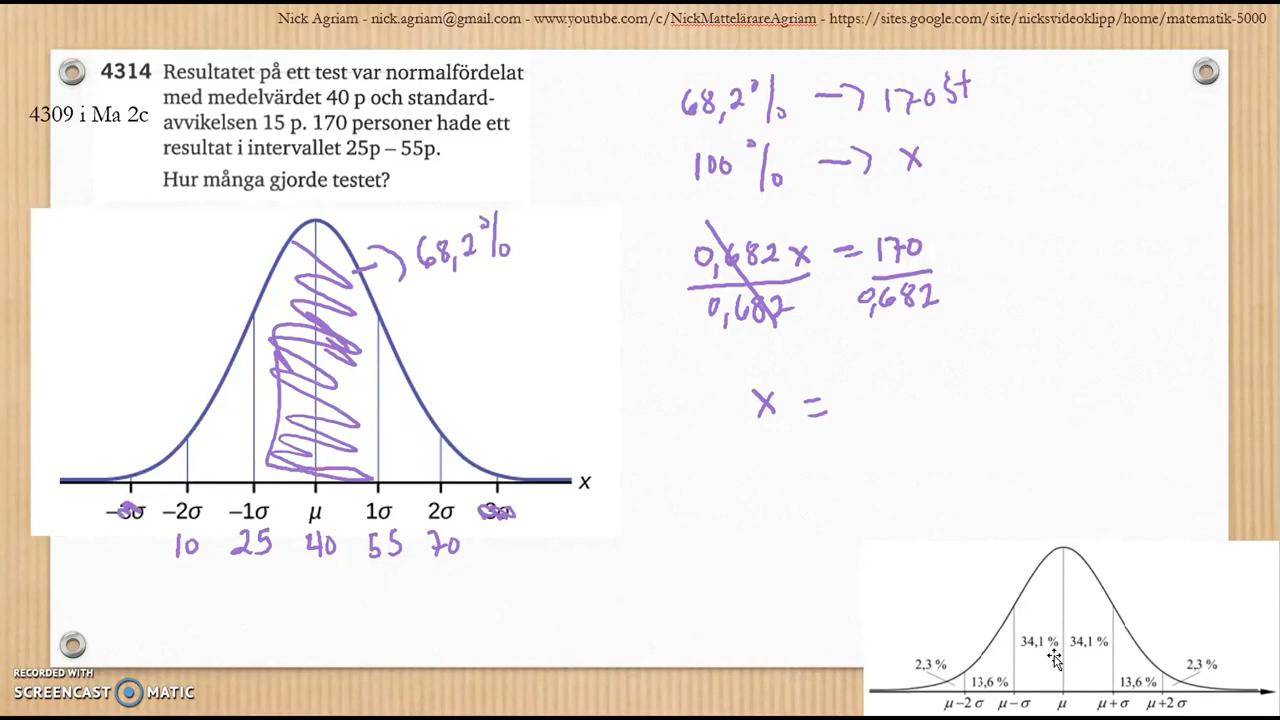 Nick Agriam - nick.agriam@gmail.com - www.youtube.com/c/NickMattelärareAgriam - https://sites.google.com/site/nicksvideoklipp/home/matematik-5000
4314 Resultatet på ett test var normalfördelat
med medelvärdet 40 p och standard-
avvikelsen 15 p. 170 personer hade ett
resultat i intervallet 25p – 55p.
Hur många gjorde testet?
4309 i Ma 2c
68,2 % → 170 st
100 % → x
0,682 x = 170
0,682 0,682
x =
68,2 %
x
–3σ –2σ –1σ μ 1σ 2σ 3σ
10 25 40 55 70
34,1 % 34,1 %
2,3 % 2,3 %
13,6 % 13,6 %
μ−2σ μ−σ μ μ+σ μ+2σ
RECORDED WITH
SCREENCAST MATIC